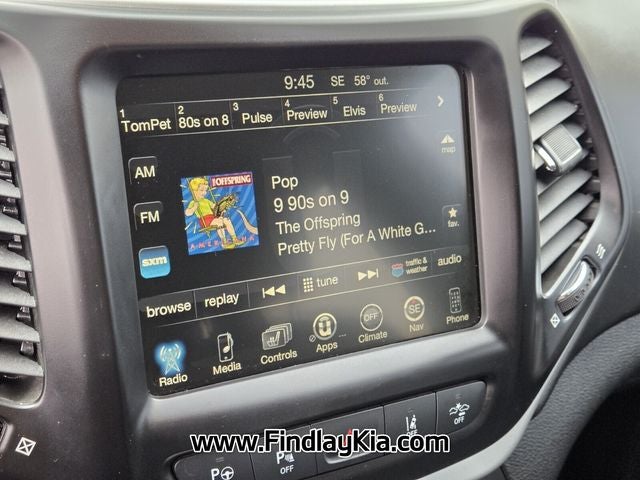 9:45 SE 58° out.
1 TomPet 2 80s on 8 3 Pulse 4 Preview 5 Elvis 6 Preview
AM
map
THE OFFSPRING
AMERICANA
Pop
9 90s on 9
The Offspring
Pretty Fly (For A White G...
FM
fav.
sxm
browse replay tune traffic & weather audio
Radio Media Controls Apps OFF Climate SE Nav Phone
P OFF OFF OFF
www.FindlayKia.com